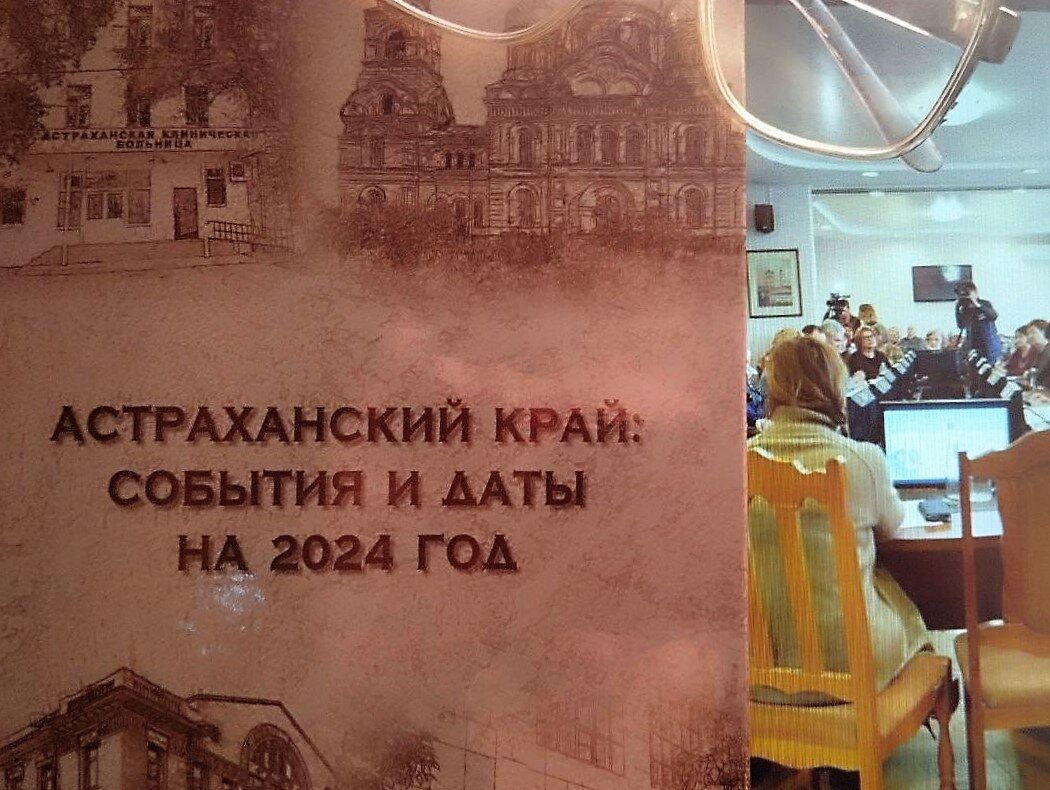 АСТРАХАНСКАЯ КЛИНИЧЕСКАЯ
БОЛЬНИЦА
АСТРАХАНСКИЙ КРАЙ:
СОБЫТИЯ И ДАТЫ
НА 2024 ГОД